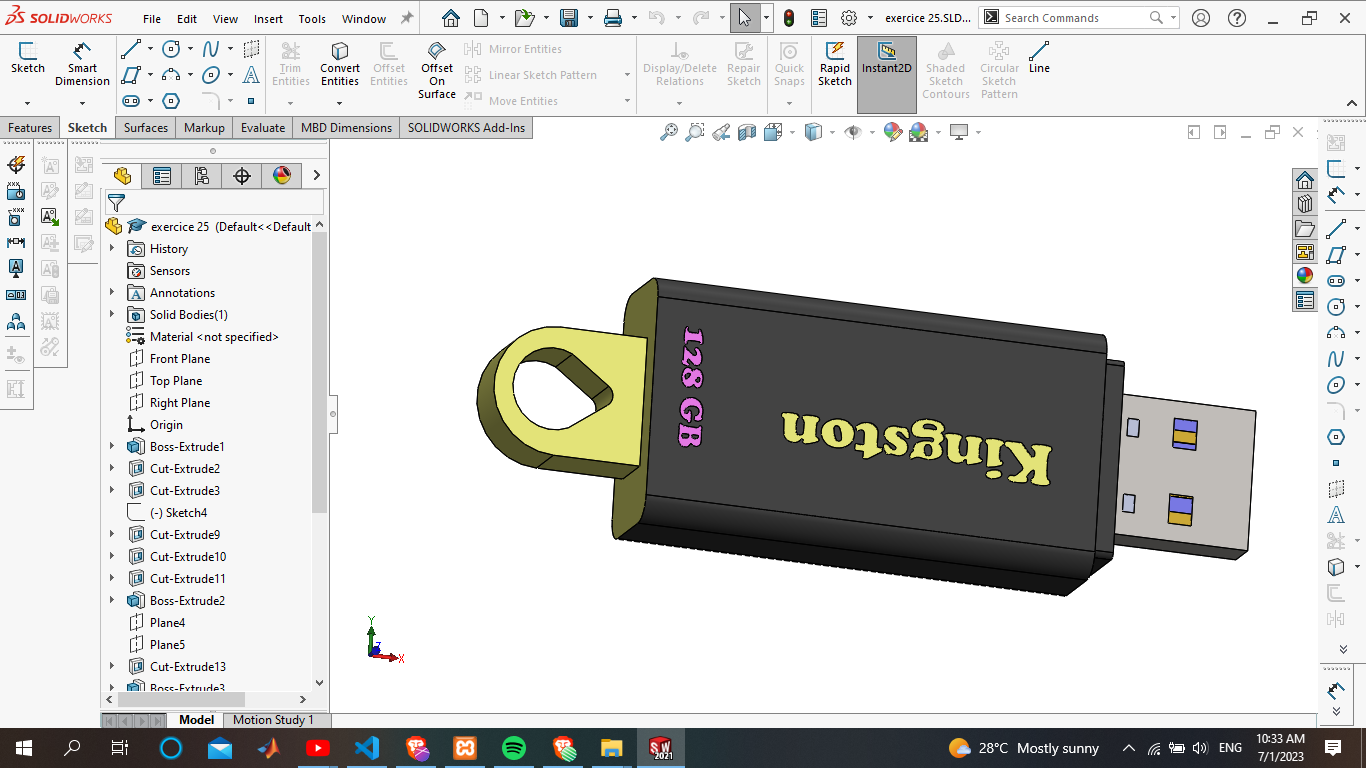 SOLIDWORKS File Edit View Insert Tools Window exercice 25.SLD... Search Commands
Sketch
Smart Dimension
Trim Entities
Convert Entities
Offset Entities
Offset On Surface
Mirror Entities
Linear Sketch Pattern
Move Entities
Display/Delete Relations
Repair Sketch
Quick Snaps
Rapid Sketch
Instant2D
Shaded Sketch Contours
Circular Sketch Pattern
Line
Features Sketch Surfaces Markup Evaluate MBD Dimensions SOLIDWORKS Add-Ins
exercice 25 (Default<<Default
History
Sensors
Annotations
Solid Bodies(1)
Material <not specified>
Front Plane
Top Plane
Right Plane
Origin
Boss-Extrude1
Cut-Extrude2
Cut-Extrude3
(-) Sketch4
Cut-Extrude9
Cut-Extrude10
Cut-Extrude11
Boss-Extrude2
Plane4
Plane5
Cut-Extrude13
Boss-Extrude3
128 GB
Kingston
Y
Z
X
Model Motion Study 1
SW 2021
28°C Mostly sunny
ENG
10:33 AM
7/1/2023